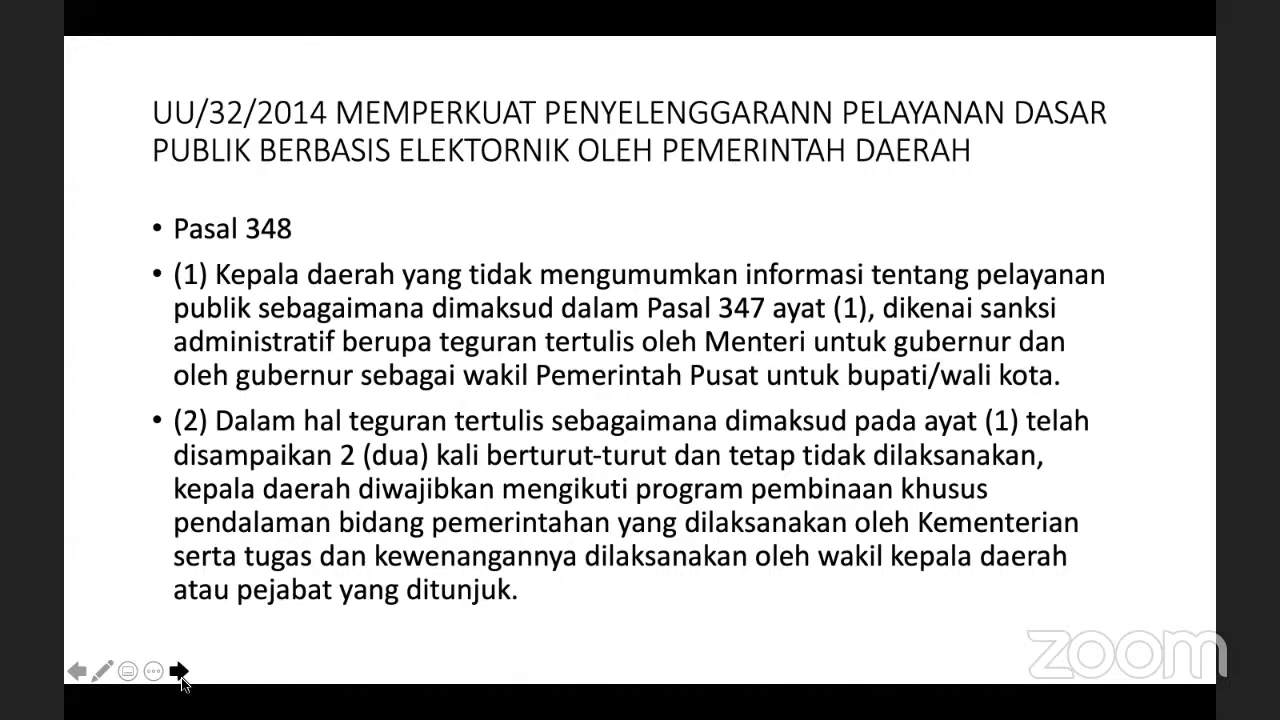 UU/32/2014 MEMPERKUAT PENYELENGGARANN PELAYANAN DASAR
PUBLIK BERBASIS ELEKTORNIK OLEH PEMERINTAH DAERAH
• Pasal 348
• (1) Kepala daerah yang tidak mengumumkan informasi tentang pelayanan
publik sebagaimana dimaksud dalam Pasal 347 ayat (1), dikenai sanksi
administratif berupa teguran tertulis oleh Menteri untuk gubernur dan
oleh gubernur sebagai wakil Pemerintah Pusat untuk bupati/wali kota.
• (2) Dalam hal teguran tertulis sebagaimana dimaksud pada ayat (1) telah
disampaikan 2 (dua) kali berturut-turut dan tetap tidak dilaksanakan,
kepala daerah diwajibkan mengikuti program pembinaan khusus
pendalaman bidang pemerintahan yang dilaksanakan oleh Kementerian
serta tugas dan kewenangannya dilaksanakan oleh wakil kepala daerah
atau pejabat yang ditunjuk.
zoom